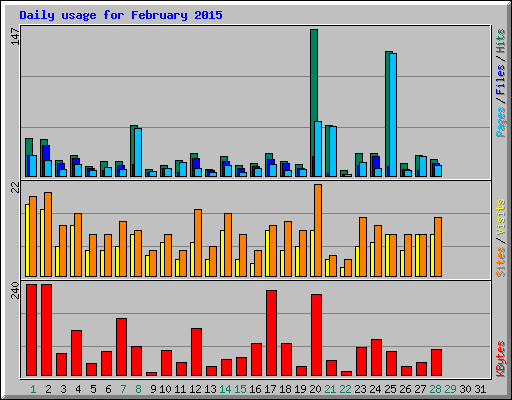 Daily usage for February 2015
147
22
240
Pages / Files / Hits
Sites / Visits
KBytes
1 2 3 4 5 6 7 8 9 10 11 12 13 14 15 16 17 18 19 20 21 22 23 24 25 26 27 28 29 30 31